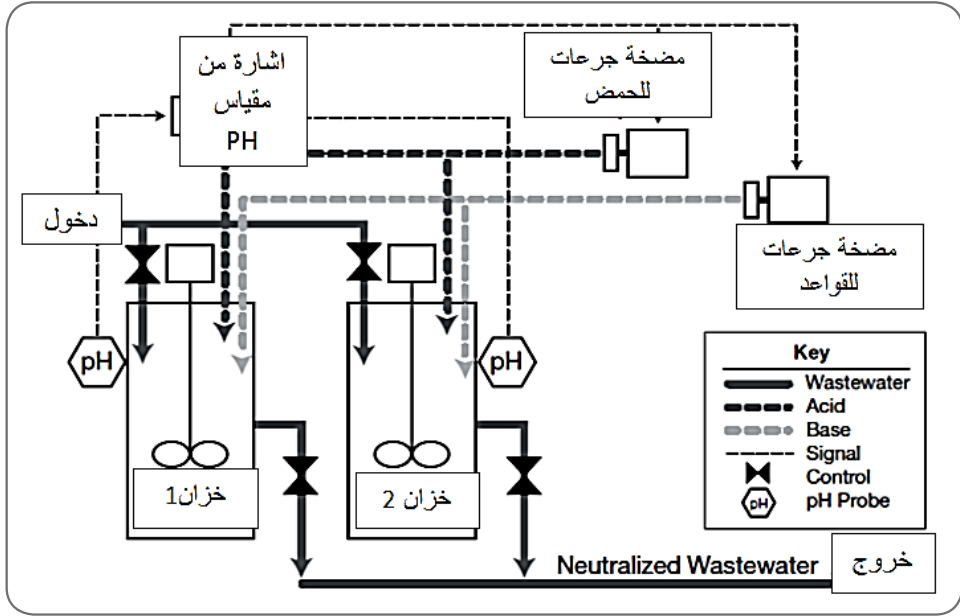 اشارة من
مقياس
PH
مضخة جرعات
للحمض
دخول
مضخة جرعات
للقواعد
pH
pH
خزان1
خزان 2
Key
Wastewater
Acid
Base
Signal
Control
pH
pH Probe
Neutralized Wastewater
خروج